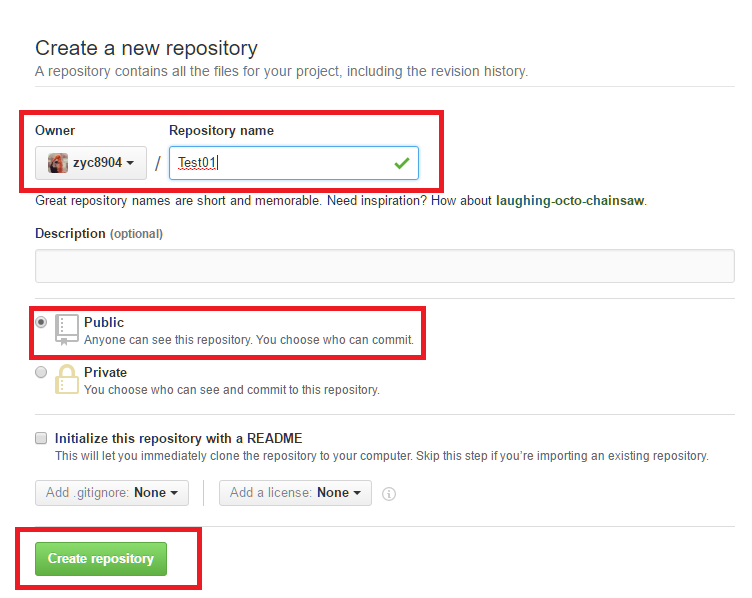 Create a new repository
A repository contains all the files for your project, including the revision history.
Owner Repository name
zyc8904 / Test01
Great repository names are short and memorable. Need inspiration? How about laughing-octo-chainsaw.
Description (optional)
Public
Anyone can see this repository. You choose who can commit.
Private
You choose who can see and commit to this repository.
Initialize this repository with a README
This will let you immediately clone the repository to your computer. Skip this step if you’re importing an existing repository.
Add .gitignore: None Add a license: None
Create repository